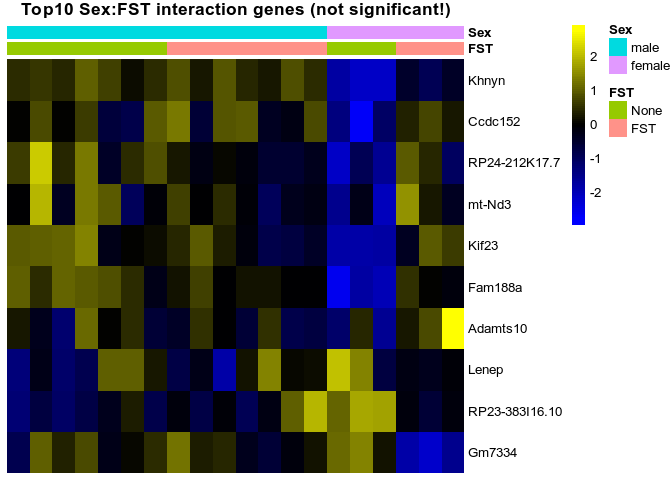 Top10 Sex:FST interaction genes (not significant!)
Sex
FST
Khnyn
Ccdc152
RP24-212K17.7
mt-Nd3
Kif23
Fam188a
Adamts10
Lenep
RP23-383I16.10
Gm7334
2
1
0
-1
-2
Sex
male
female
FST
None
FST